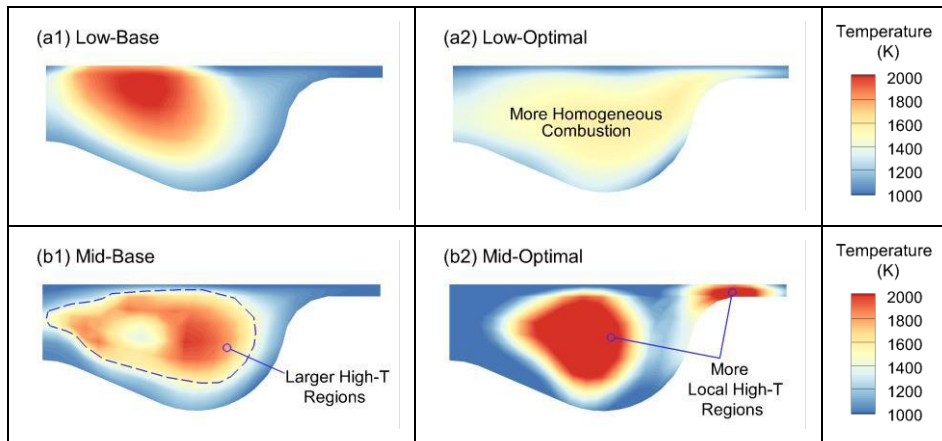 (a1) Low-Base
(a2) Low-Optimal
Temperature
(K)
More Homogeneous
Combustion
2000
1800
1600
1400
1200
1000
(b1) Mid-Base
(b2) Mid-Optimal
Temperature
(K)
Larger High-T
Regions
More
Local High-T
Regions
2000
1800
1600
1400
1200
1000